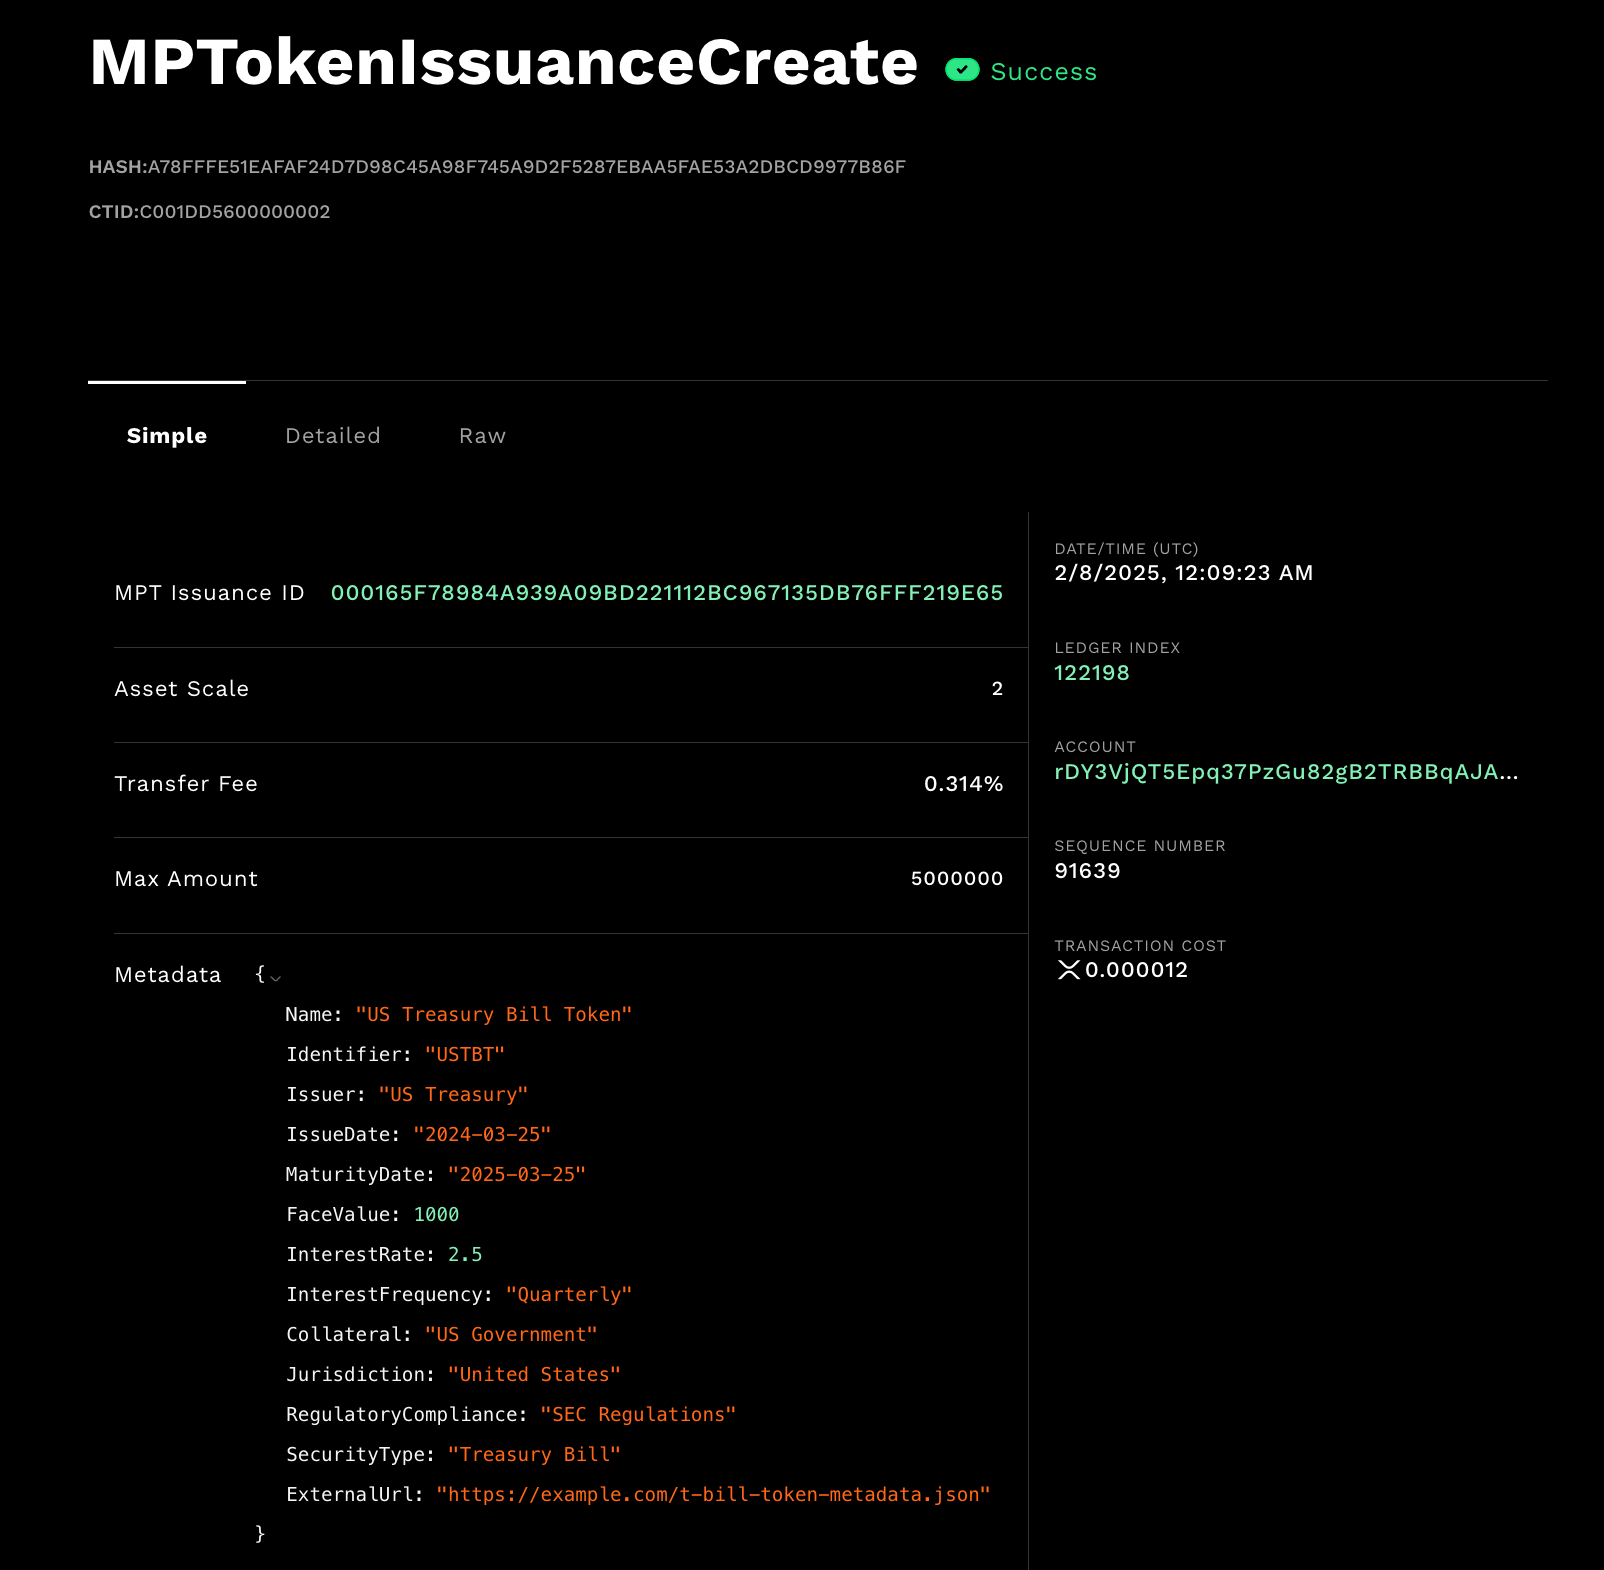 MPTokenIssuanceCreate Success
HASH:A78FFFE51EAFAF24D7D98C45A98F745A9D2F5287EBAA5FAE53A2DBCD9977B86F
CTID:C001DD5600000002
Simple Detailed Raw
MPT Issuance ID 000165F78984A939A09BD221112BC967135DB76FFF219E65
Asset Scale 2
Transfer Fee 0.314%
Max Amount 5000000
Metadata {
Name: "US Treasury Bill Token"
Identifier: "USTBT"
Issuer: "US Treasury"
IssueDate: "2024-03-25"
MaturityDate: "2025-03-25"
FaceValue: 1000
InterestRate: 2.5
InterestFrequency: "Quarterly"
Collateral: "US Government"
Jurisdiction: "United States"
RegulatoryCompliance: "SEC Regulations"
SecurityType: "Treasury Bill"
ExternalUrl: "https://example.com/t-bill-token-metadata.json"
}
DATE/TIME (UTC)
2/8/2025, 12:09:23 AM
LEDGER INDEX
122198
ACCOUNT
rDY3VjQT5Epq37PzGu82gB2TRBBqAJA...
SEQUENCE NUMBER
91639
TRANSACTION COST
0.000012